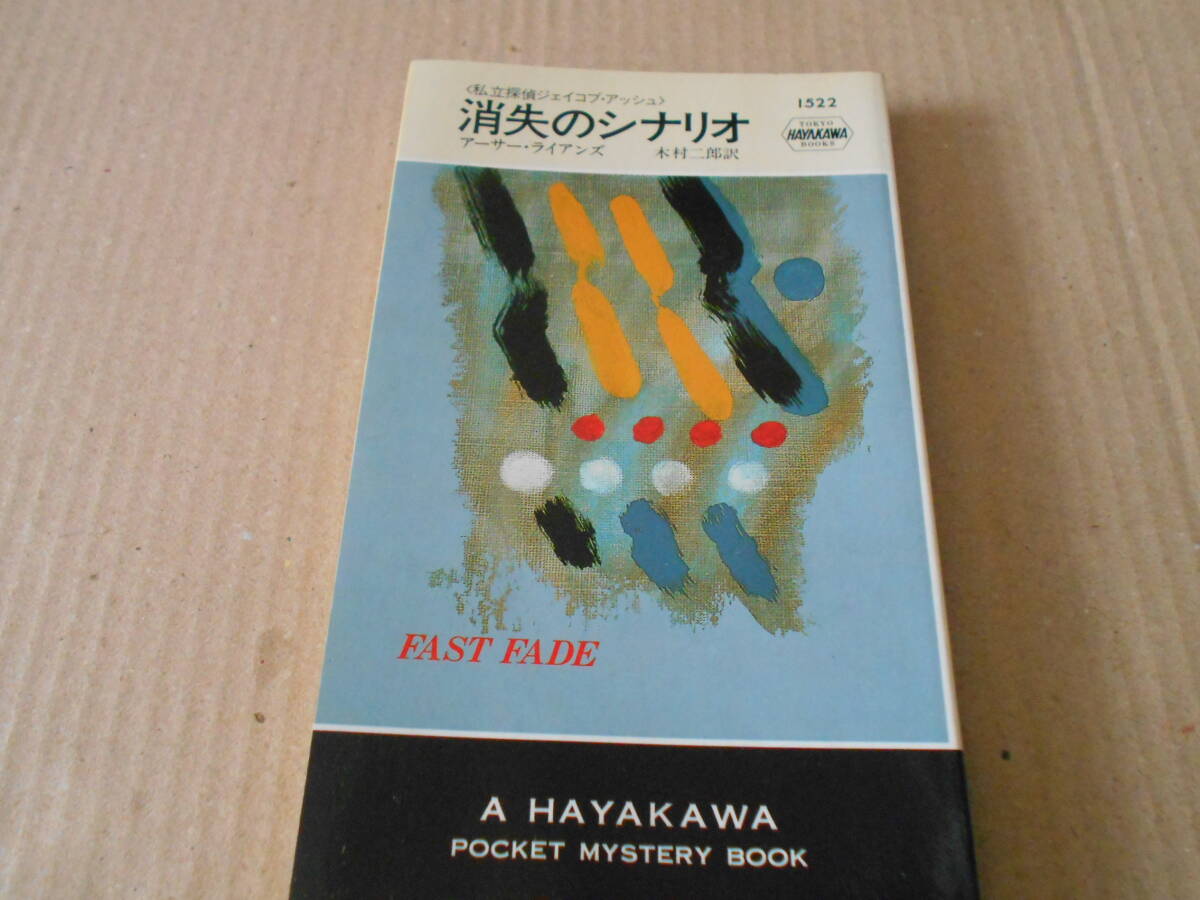 〈私立探偵ジェイコブ・アッシュ〉
消失のシナリオ
アーサー・ライアンズ 木村二郎訳
1522
TOKYO
HAYAKAWA
BOOKS
FAST FADE
A HAYAKAWA
POCKET MYSTERY BOOK